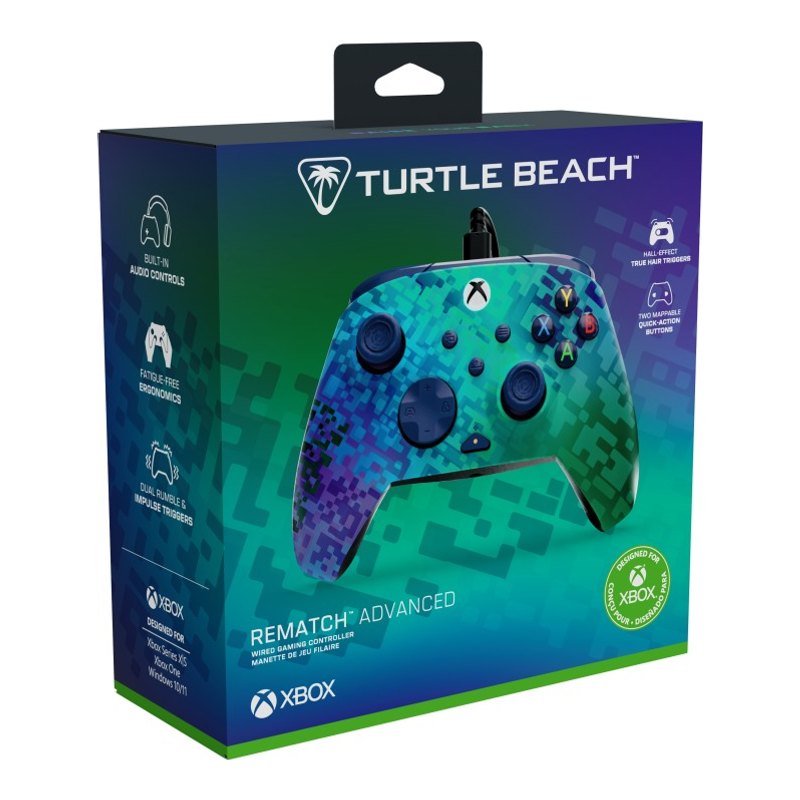 TURTLE BEACH™
BUILT-IN
AUDIO CONTROLS
FATIGUE-FREE
ERGONOMICS
DUAL RUMBLE &
IMPULSE TRIGGERS
XBOX
DESIGNED FOR
Xbox Series X|S
Xbox One
Windows 10/11
HALL-EFFECT
TRUE HAIR TRIGGERS
TWO MAPPABLE
QUICK-ACTION
BUTTONS
Y
X
B
A
REMATCH™ ADVANCED
WIRED GAMING CONTROLLER
MANETTE DE JEU FILAIRE
XBOX
DESIGNED FOR
XBOX
CONÇU POUR • DISEÑADO PARA